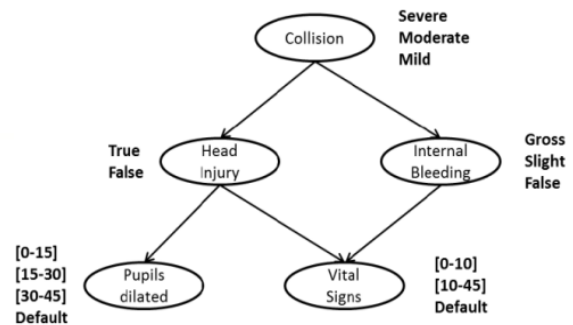 Collision
Severe
Moderate
Mild
True
False
Head
Injury
Internal
Bleeding
Gross
Slight
False
[0-15]
[15-30]
[30-45]
Default
Pupils
dilated
Vital
Signs
[0-10]
[10-45]
Default